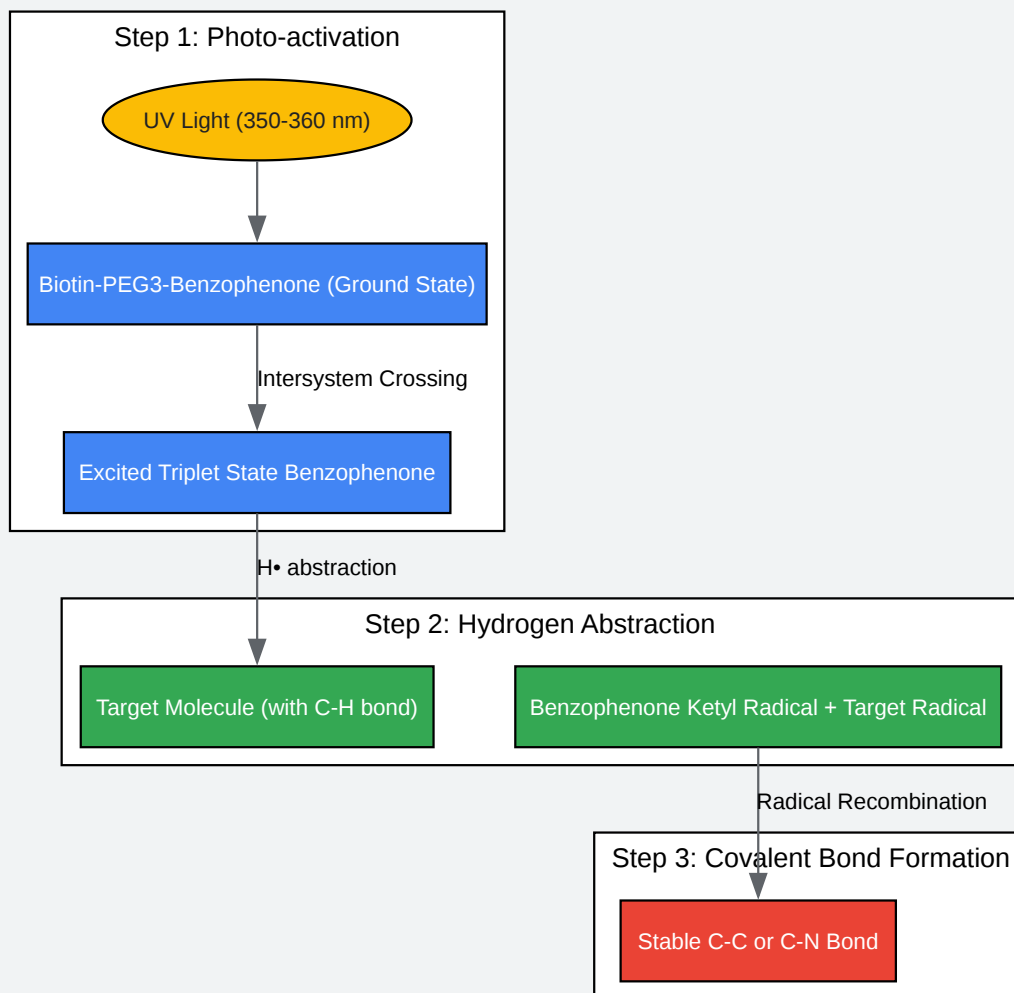 Step 1: Photo-activation
UV Light (350-360 nm)
Biotin-PEG3-Benzophenone (Ground State)
Intersystem Crossing
Excited Triplet State Benzophenone
H• abstraction
Step 2: Hydrogen Abstraction
Target Molecule (with C-H bond)
Benzophenone Ketyl Radical + Target Radical
Radical Recombination
Step 3: Covalent Bond Formation
Stable C-C or C-N Bond